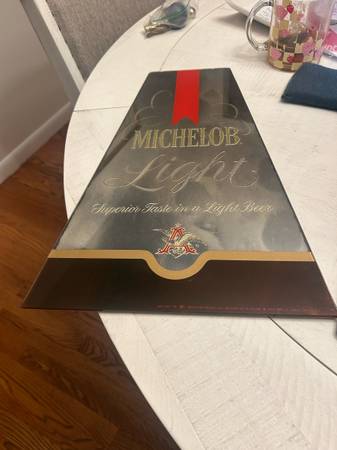 MICHELOB®
Light
Superior Taste in a Light Beer